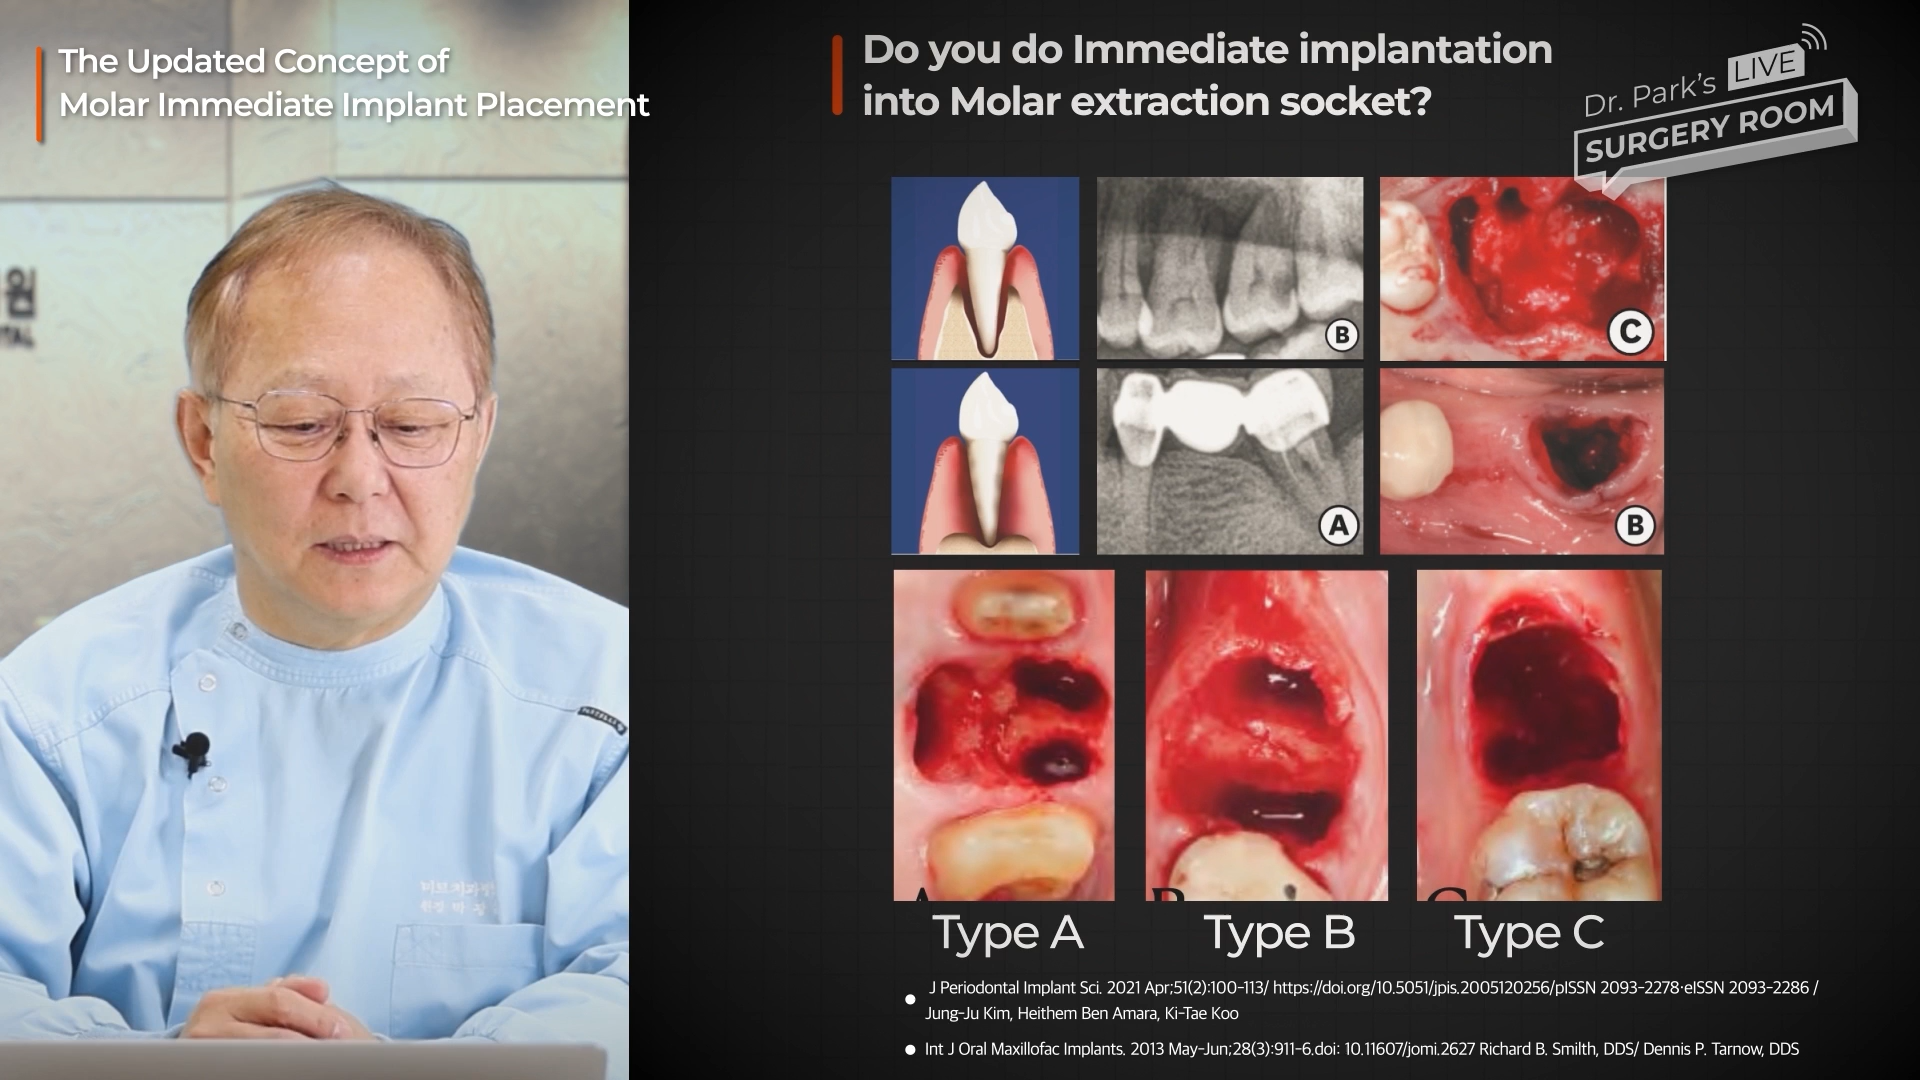 The Updated Concept of
Molar Immediate Implant Placement
Do you do Immediate implantation
into Molar extraction socket?
Dr. Park's LIVE
SURGERY ROOM
원
B
C
A
B
Type A
Type B
Type C
J Periodontal Implant Sci. 2021 Apr;51(2):100-113/ https://doi.org/10.5051/jpis.2005120256/pISSN 2093-2278·eISSN 2093-2286 /
Jung-Ju Kim, Heithem Ben Amara, Ki-Tae Koo
Int J Oral Maxillofac Implants. 2013 May-Jun;28(3):911-6.doi: 10.11607/jomi.2627 Richard B. Smilth, DDS/ Dennis P. Tarnow, DDS